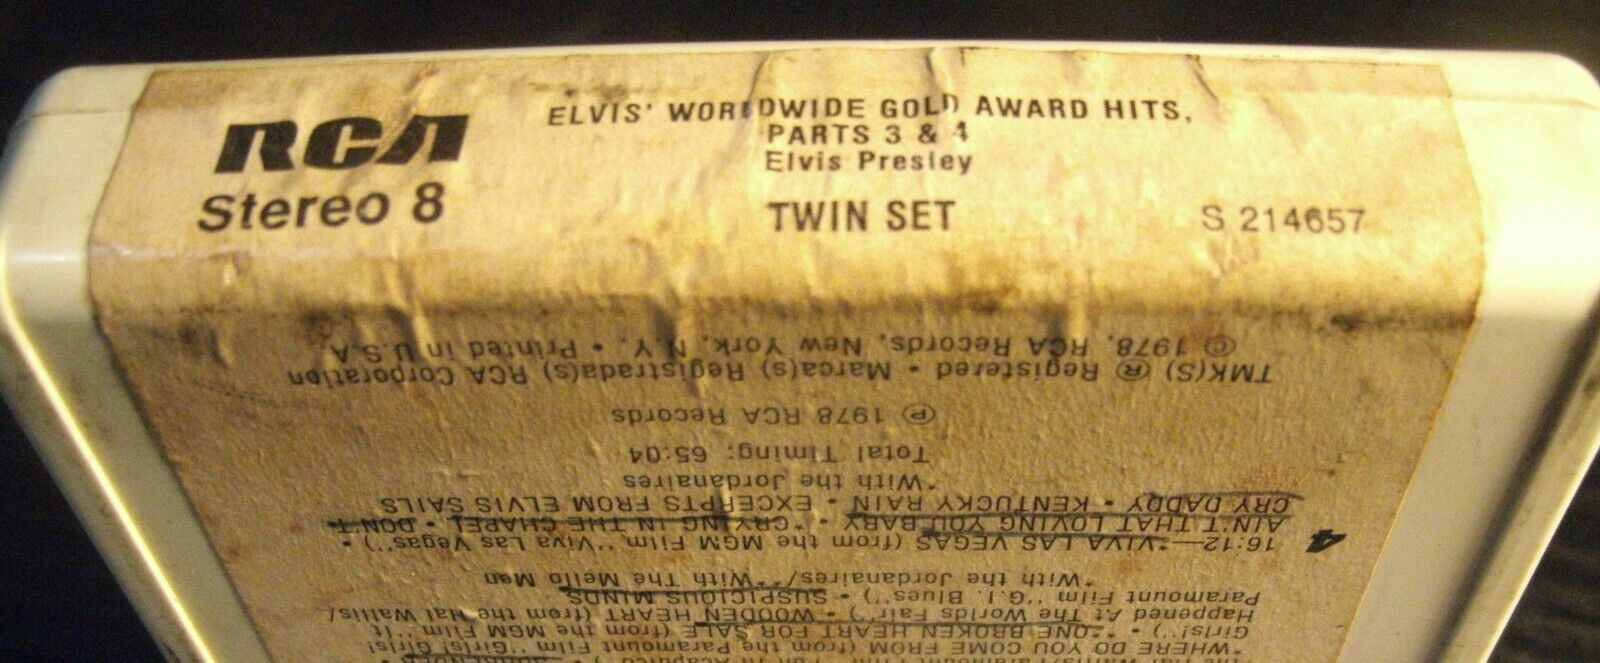 RCA
Stereo 8
ELVIS' WORLDWIDE GOLD AWARD HITS,
PARTS 3 & 4
Elvis Presley
TWIN SET
S 214657
*WHERE DO YOU COME FROM (from the Paramount Film "Girls! Girls!
Girls!") • **ONE BROKEN HEART FOR SALE (from the MGM Film "It
Happened At The Worlds Fair") • WOODEN HEART (from the Hal Wallis/
Paramount Film "G.I. Blues") • SUSPICIOUS MINDS
*With the Jordanaires/**With The Mello Men
4
16:12—*VIVA LAS VEGAS (from the MGM Film "Viva Las Vegas") •
AIN'T THAT LOVING YOU BABY • *CRYING IN THE CHAPEL • DON'T
CRY DADDY • KENTUCKY RAIN • EXCERPTS FROM ELVIS SAILS
*With the Jordanaires
Total Timing: 65:04
℗ 1978 RCA Records
TMK(S) ® Registered • Marca(s) Registrada(s) RCA Corporation
© 1978, RCA Records, New York, N.Y. • Printed in U.S.A